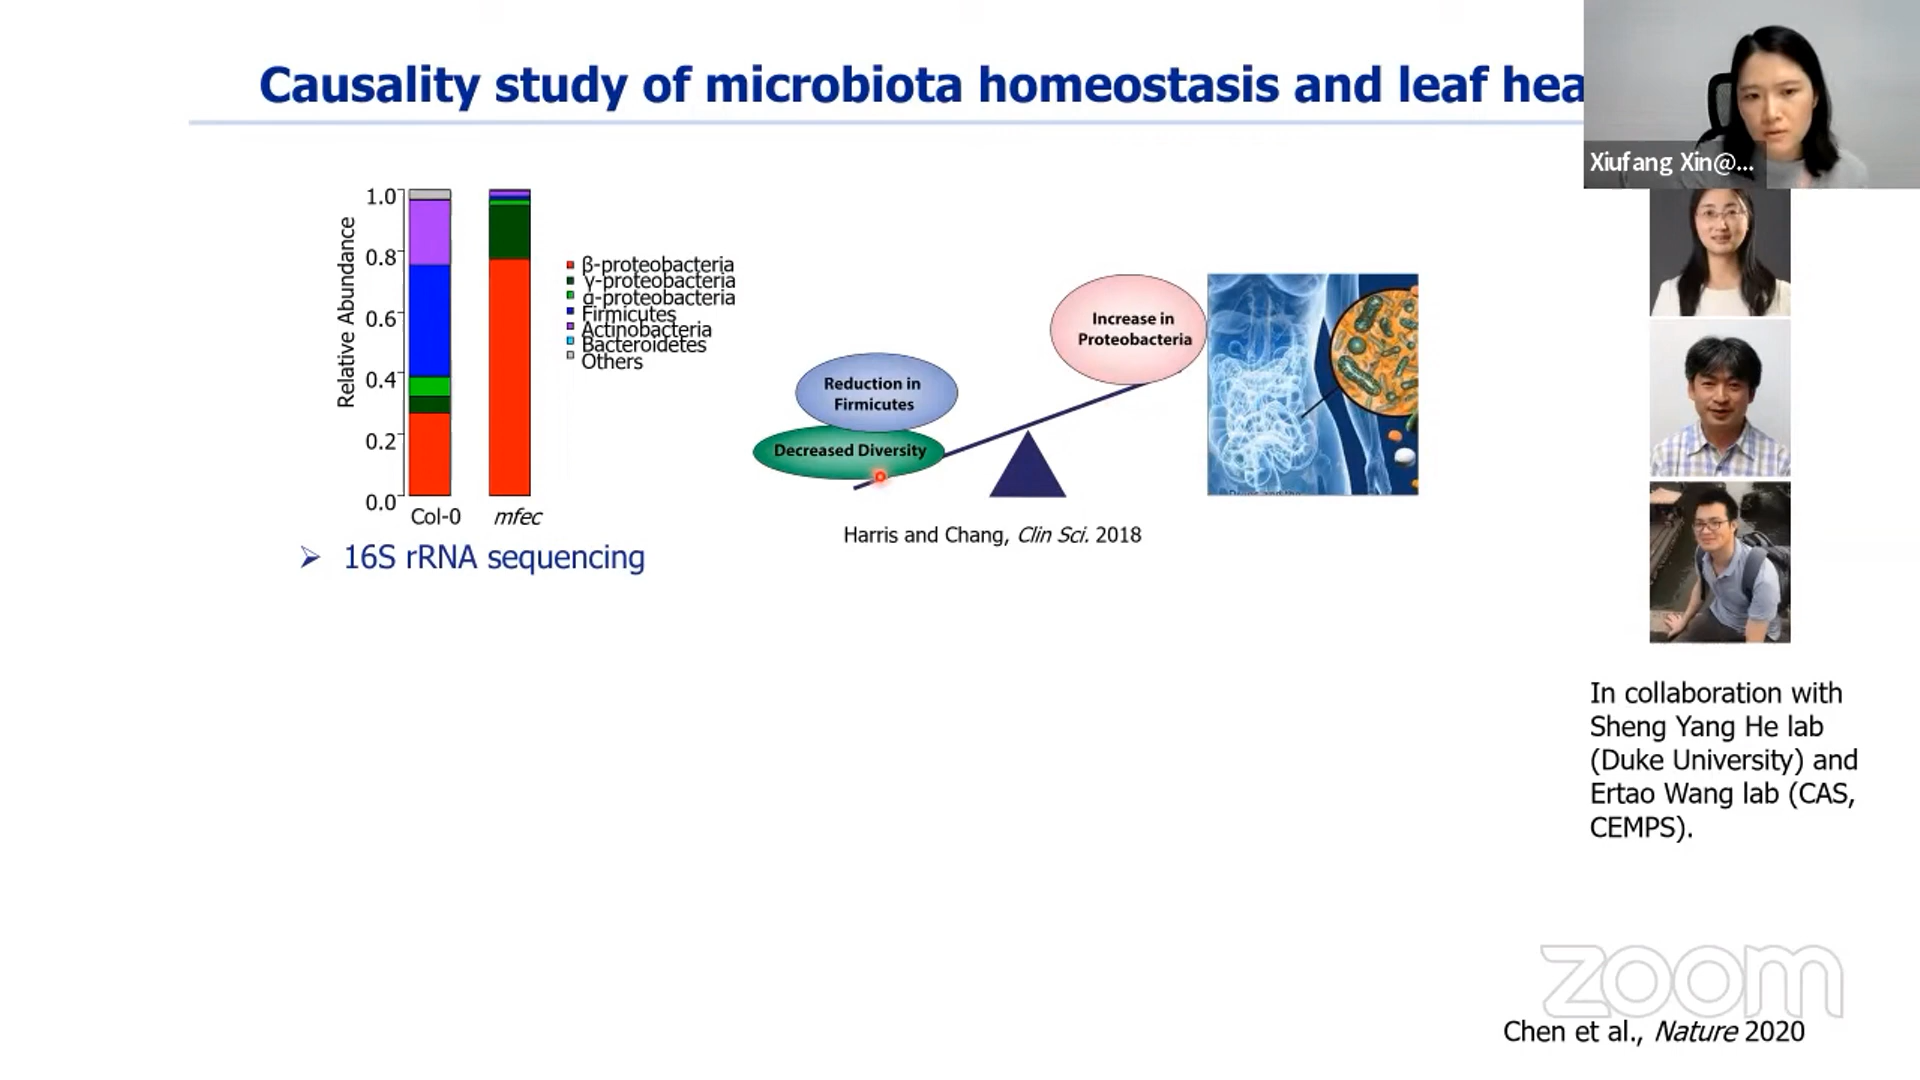 Causality study of microbiota homeostasis and leaf hea
Xiufang Xin@...
Relative Abundance
1.0
0.8
0.6
0.4
0.2
0.0
Col-0
mfec
β-proteobacteria
γ-proteobacteria
α-proteobacteria
Firmicutes
Actinobacteria
Bacteroidetes
Others
➢ 16S rRNA sequencing
Reduction in
Firmicutes
Decreased Diversity
Increase in
Proteobacteria
Harris and Chang, Clin Sci. 2018
In collaboration with
Sheng Yang He lab
(Duke University) and
Ertao Wang lab (CAS,
CEMPS).
zoom
Chen et al., Nature 2020